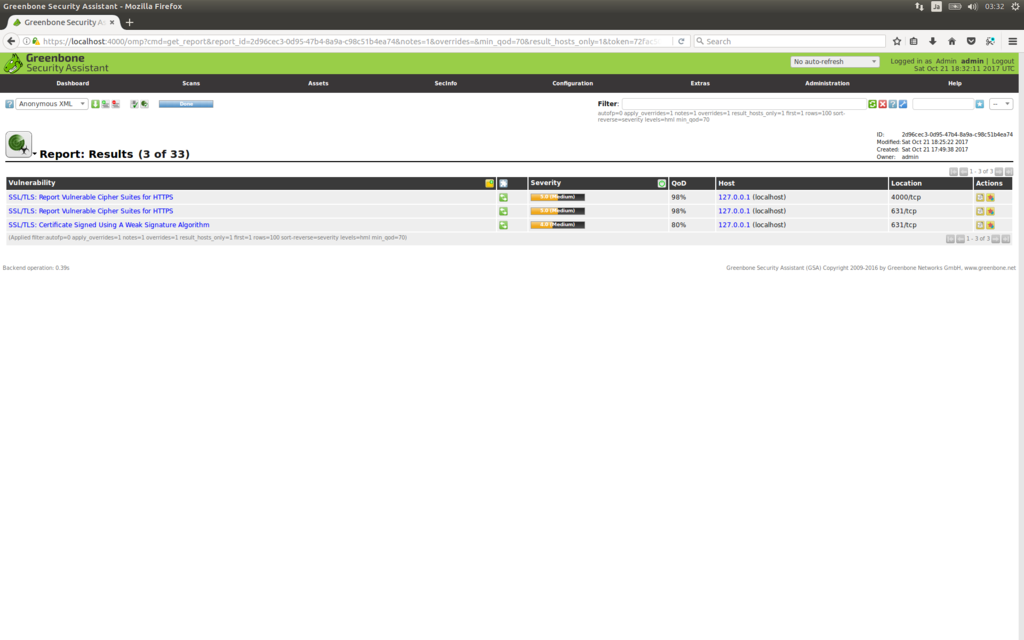 Greenbone Security Assistant - Mozilla Firefox
Ja
03:32
Greenbone Security A
https://localhost:4000/omp?cmd=get_report&report_id=2d96cec3-0d95-47b4-8a9a-c98c51b4ea74&notes=1&overrides=&min_qod=70&result_hosts_only=1&token=72fac
Search
Greenbone
Security Assistant
No auto-refresh
Logged in as Admin admin | Logout
Sat Oct 21 18:32:11 2017 UTC
Dashboard Scans Assets SecInfo Configuration Extras Administration Help
Anonymous XML
Done
Filter:
--
autofp=0 apply_overrides=1 notes=1 overrides=1 result_hosts_only=1 first=1 rows=100 sort-
reverse=severity levels=hml min_qod=70
Report: Results (3 of 33)
ID: 2d96cec3-0d95-47b4-8a9a-c98c51b4ea74
Modified: Sat Oct 21 18:25:22 2017
Created: Sat Oct 21 17:49:38 2017
Owner: admin
1 - 3 of 3
Vulnerability Severity QoD Host Location Actions
SSL/TLS: Report Vulnerable Cipher Suites for HTTPS 5.0 (Medium) 98% 127.0.0.1 (localhost) 4000/tcp
SSL/TLS: Report Vulnerable Cipher Suites for HTTPS 5.0 (Medium) 98% 127.0.0.1 (localhost) 631/tcp
SSL/TLS: Certificate Signed Using A Weak Signature Algorithm 4.0 (Medium) 80% 127.0.0.1 (localhost) 631/tcp
(Applied filter:autofp=0 apply_overrides=1 notes=1 overrides=1 result_hosts_only=1 first=1 rows=100 sort-reverse=severity levels=hml min_qod=70)
1 - 3 of 3
Backend operation: 0.39s
Greenbone Security Assistant (GSA) Copyright 2009-2016 by Greenbone Networks GmbH, www.greenbone.net